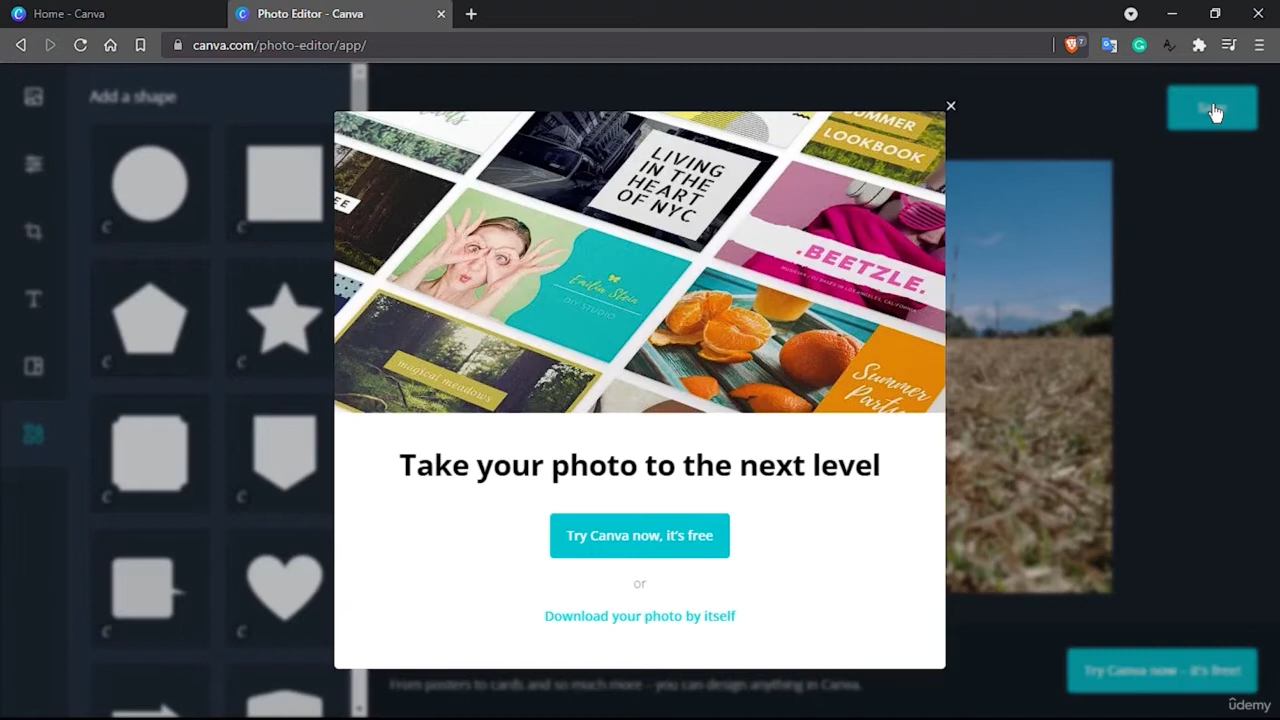 Home - Canva
Photo Editor - Canva
canva.com/photo-editor/app/
7
Add a shape
SUMMER
LOOKBOOK
LIVING
IN THE
HEART
OF NYC
.BEETZLE.
Emilia Stein
DIY STUDIO
magical meadows
Summer
Party
Take your photo to the next level
Try Canva now, it's free
or
Download your photo by itself
Try Canva now – it's free!
From posters to cards and so much more – you can design anything in Canva.
ûdemy